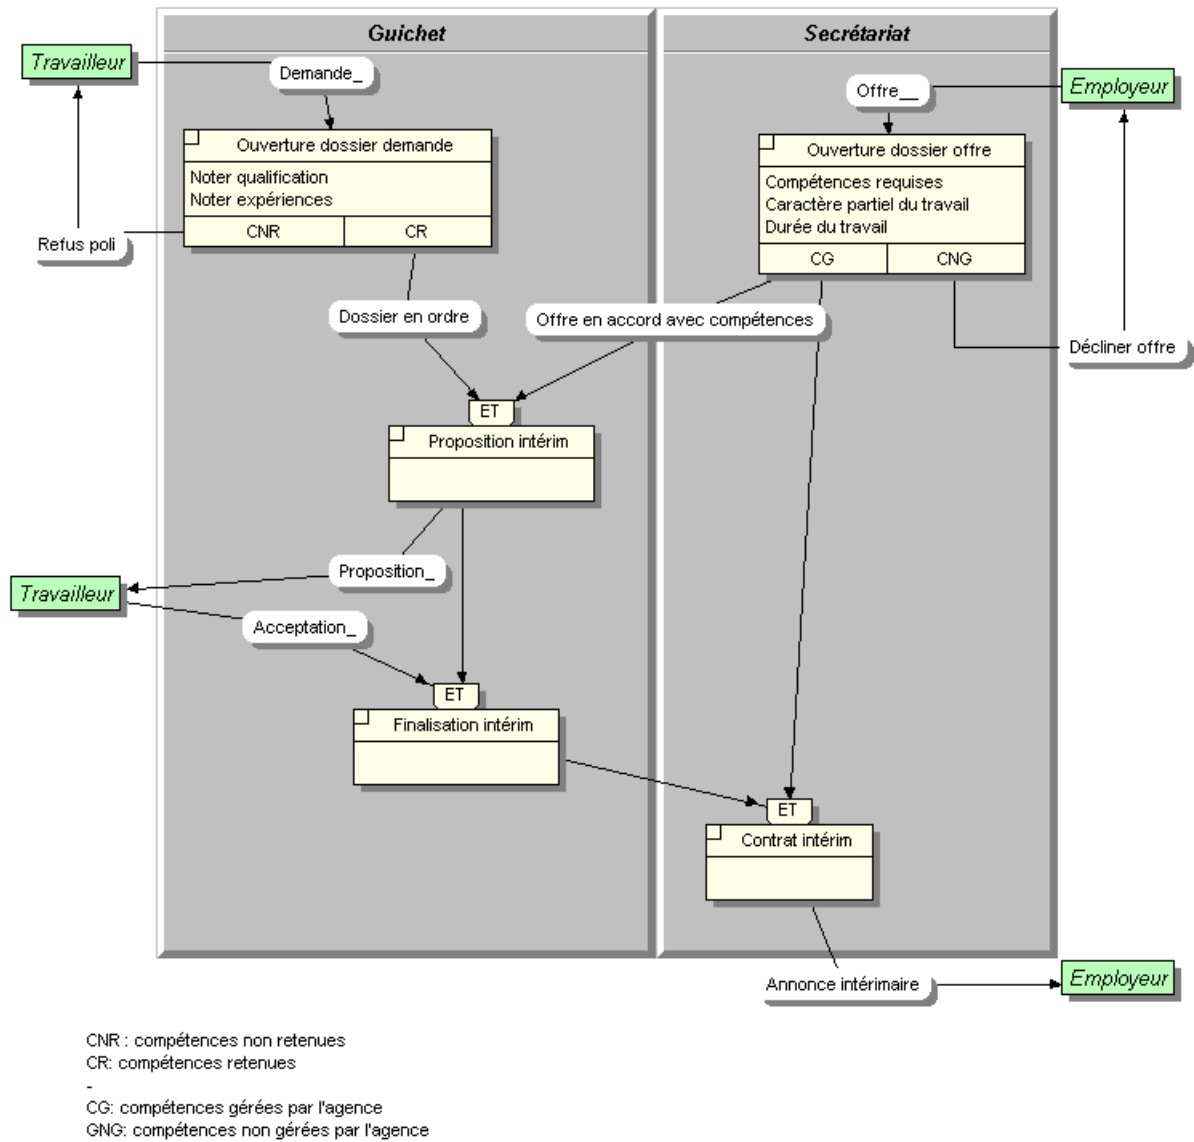 Guichet
Secrétariat
Travailleur
Demande_
Offre__
Employeur
Ouverture dossier demande
Noter qualification
Noter expériences
CNR
CR
Ouverture dossier offre
Compétences requises
Caractère partiel du travail
Durée du travail
CG
CNG
Refus poli
Dossier en ordre
Offre en accord avec compétences
Décliner offre
ET
Proposition intérim
Proposition_
Travailleur
Acceptation_
ET
Finalisation intérim
ET
Contrat intérim
Annonce intérimaire
Employeur
CNR : compétences non retenues
CR: compétences retenues
-
CG: compétences gérées par l'agence
GNG: compétences non gérées par l'agence